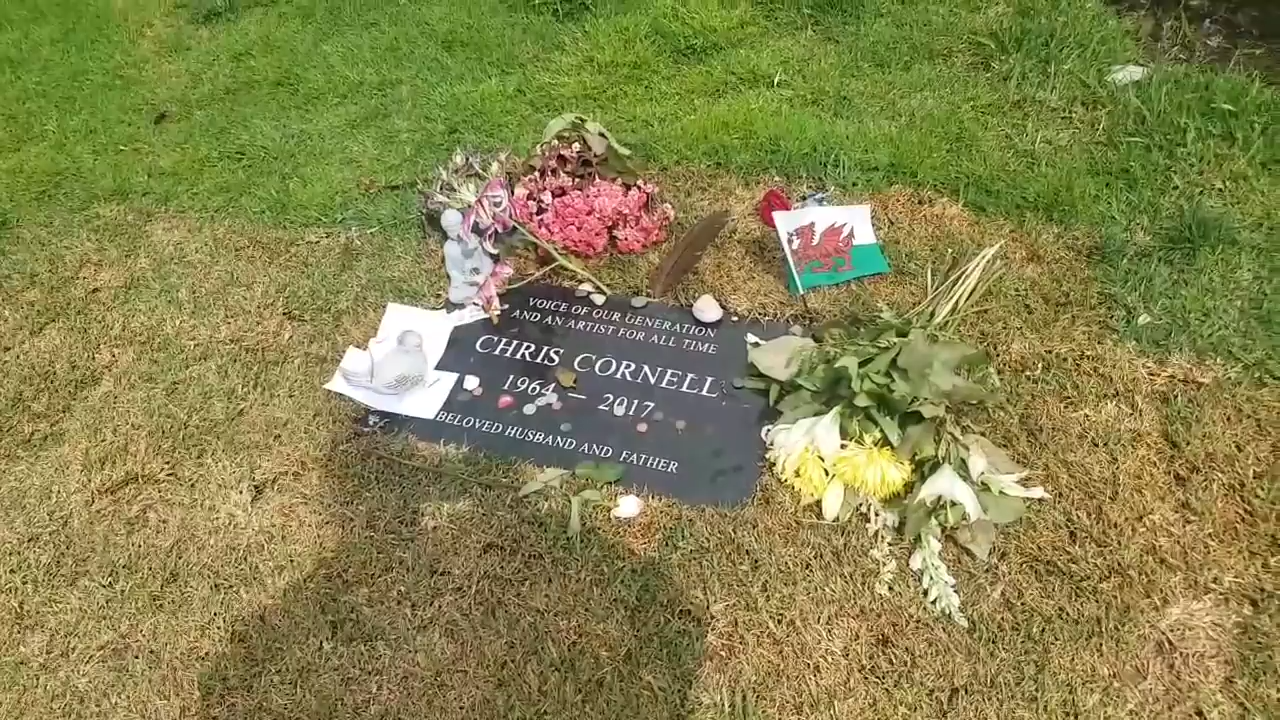 VOICE OF OUR GENERATION
AND AN ARTIST FOR ALL TIME
CHRIS CORNELL
1964 – 2017
BELOVED HUSBAND AND FATHER